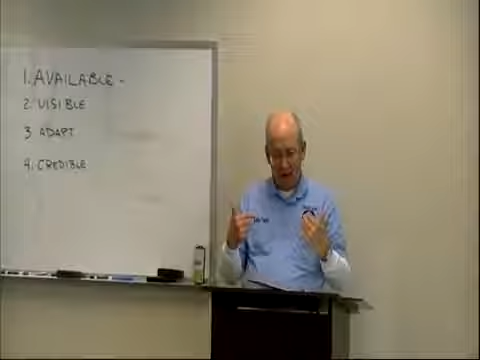 1. AVAILABLE -
2. VISIBLE
3 ADAPT
4. CREDIBLE